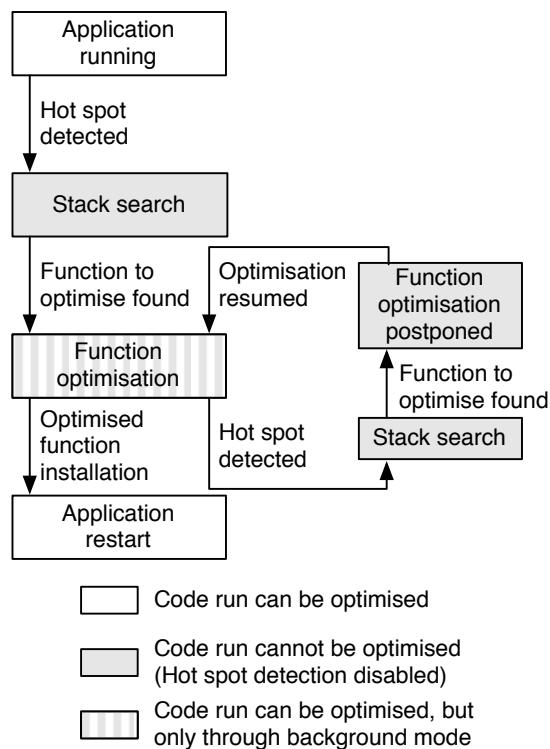 Application
running
Hot spot
detected
Stack search
Function to
optimise found
Optimisation
resumed
Function
optimisation
postponed
Function
optimisation
Function to
optimise found
Optimised
function
installation
Hot spot
detected
Stack search
Application
restart
Code run can be optimised
Code run cannot be optimised
(Hot spot detection disabled)
Code run can be optimised, but
only through background mode